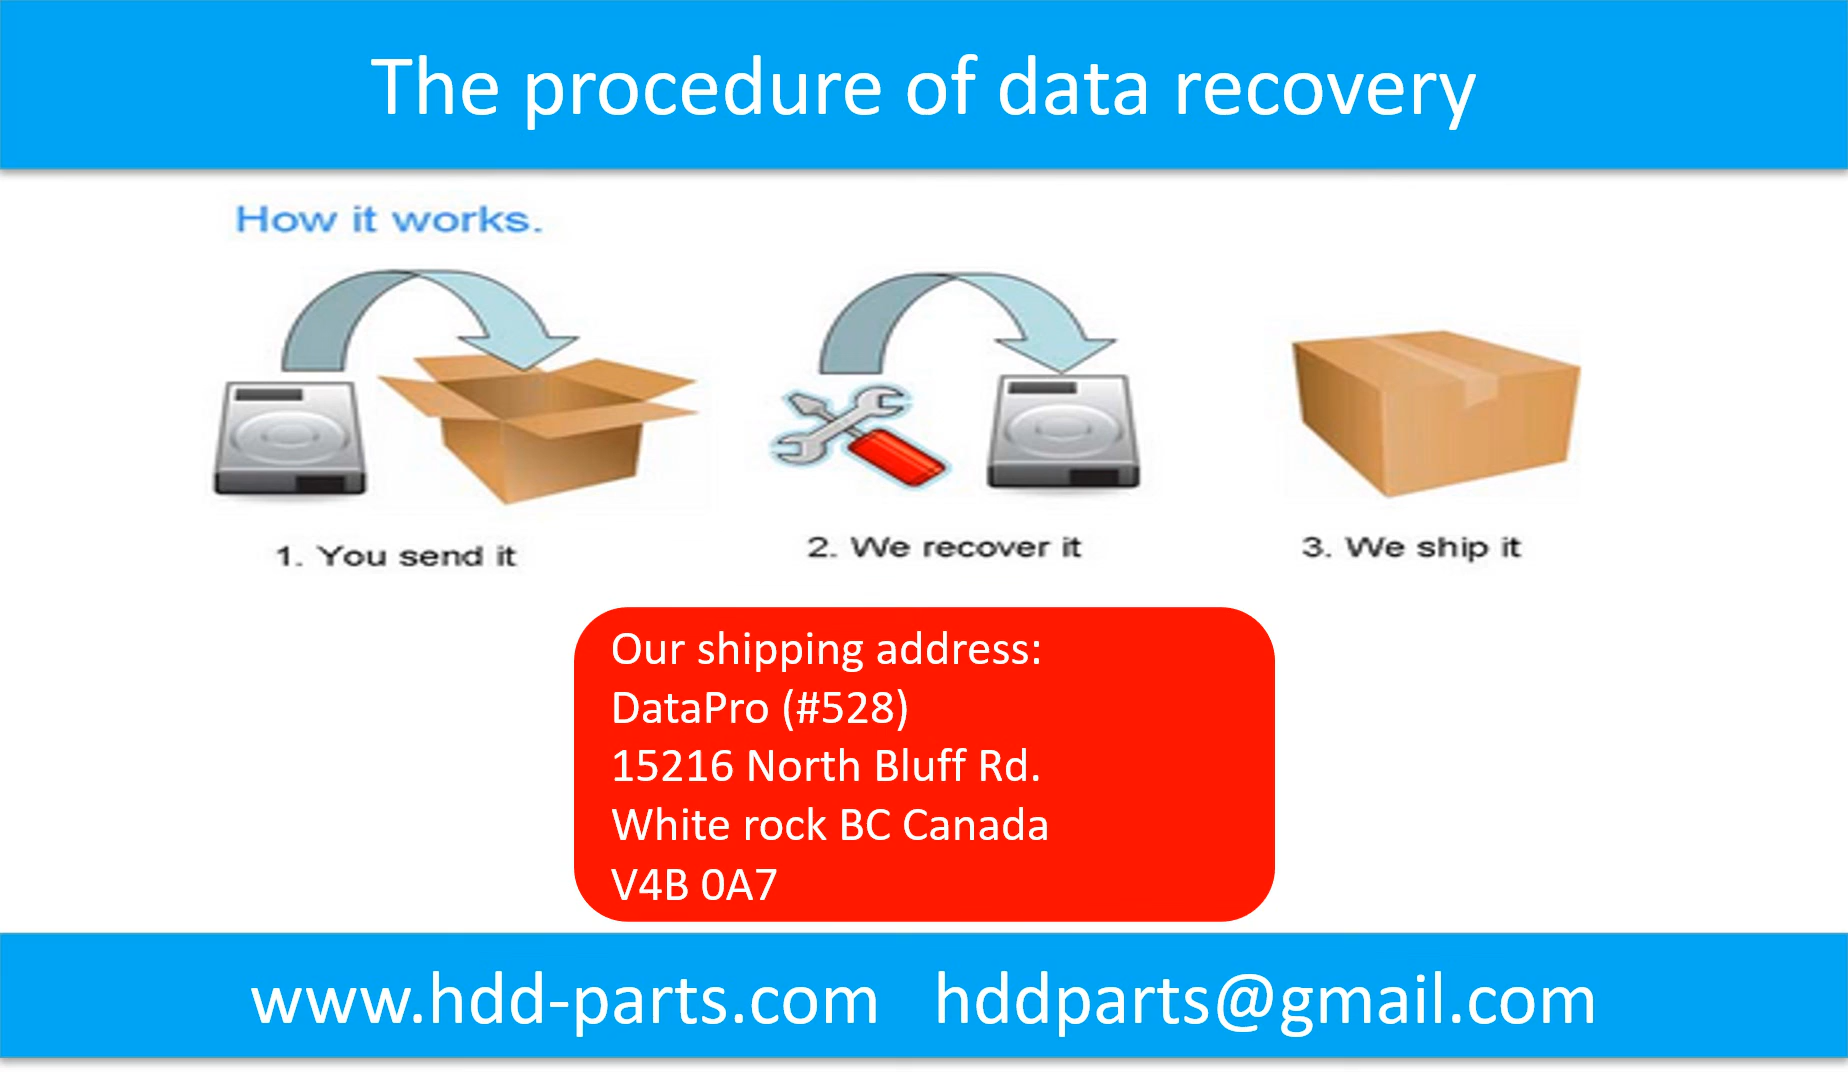 The procedure of data recovery
How it works.
1. You send it
2. We recover it
3. We ship it
Our shipping address:
DataPro (#528)
15216 North Bluff Rd.
White rock BC Canada
V4B 0A7
www.hdd-parts.com hddparts@gmail.com